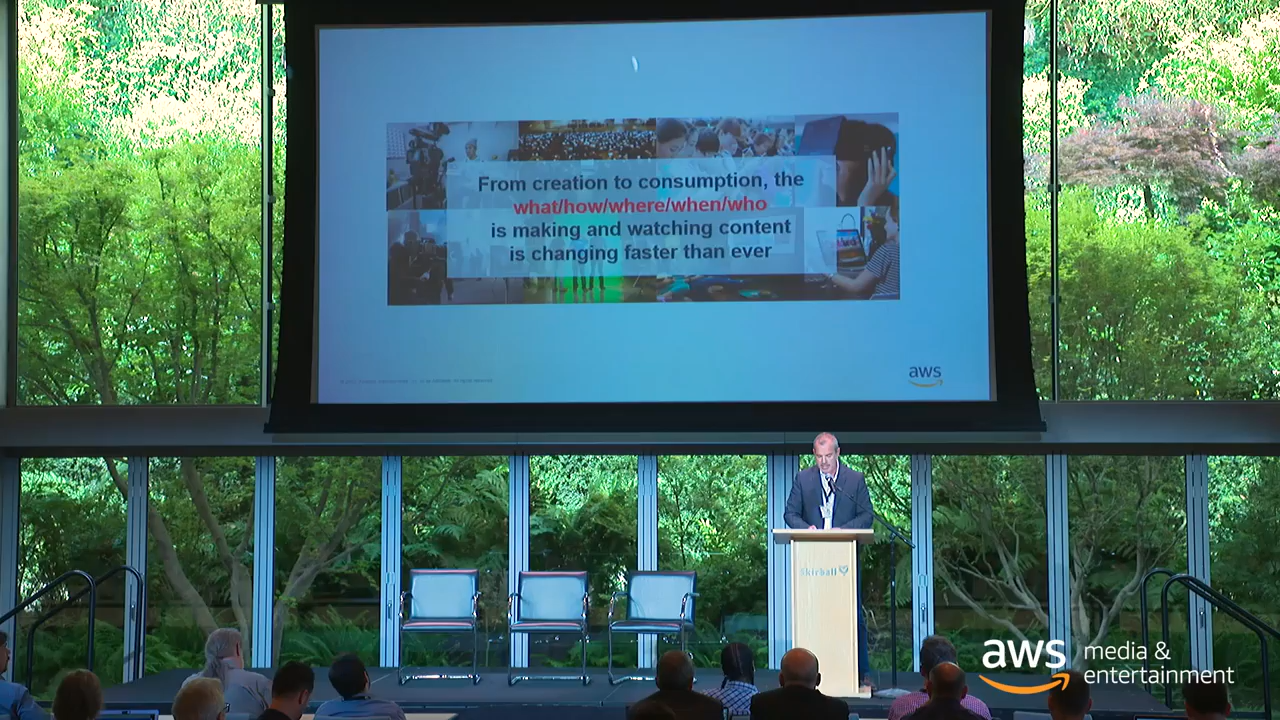 From creation to consumption, the
what/how/where/when/who
is making and watching content
is changing faster than ever
aws
Skirball
aws media &
entertainment